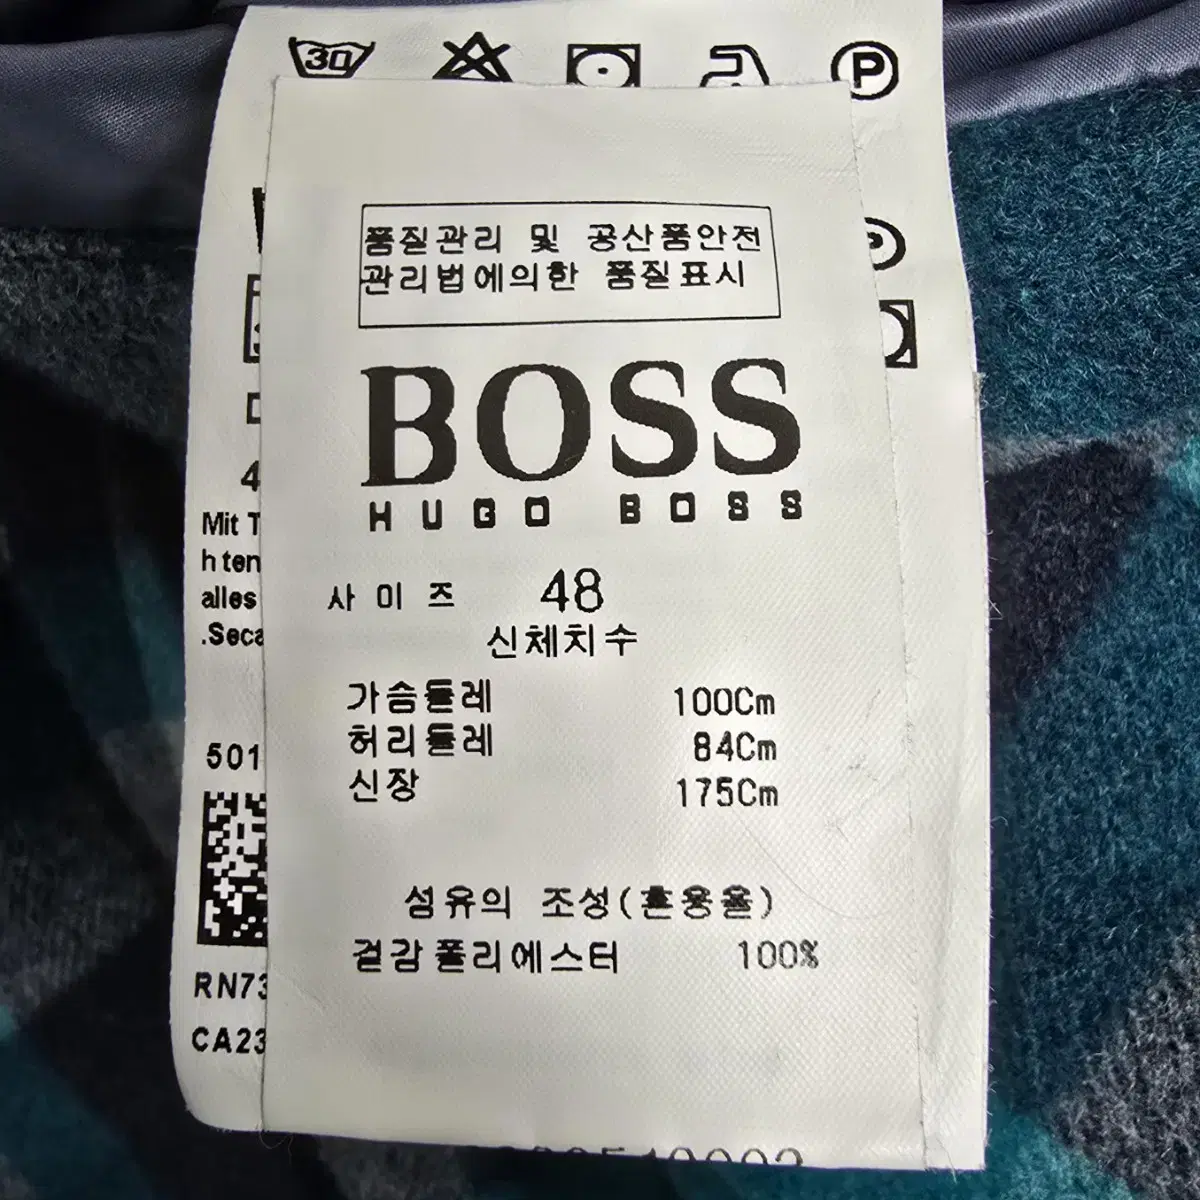 30
P
품질관리 및 공산품안전
관리법에의한 품질표시
BOSS
HUGO BOSS
사이즈 48
신체치수
가슴둘레 100Cm
허리둘레 84Cm
신장 175Cm
섬유의 조성(혼용율)
겉감 폴리에스터 100%
4
Mit T
h ten
alles
.Seca
501
RN73
CA23